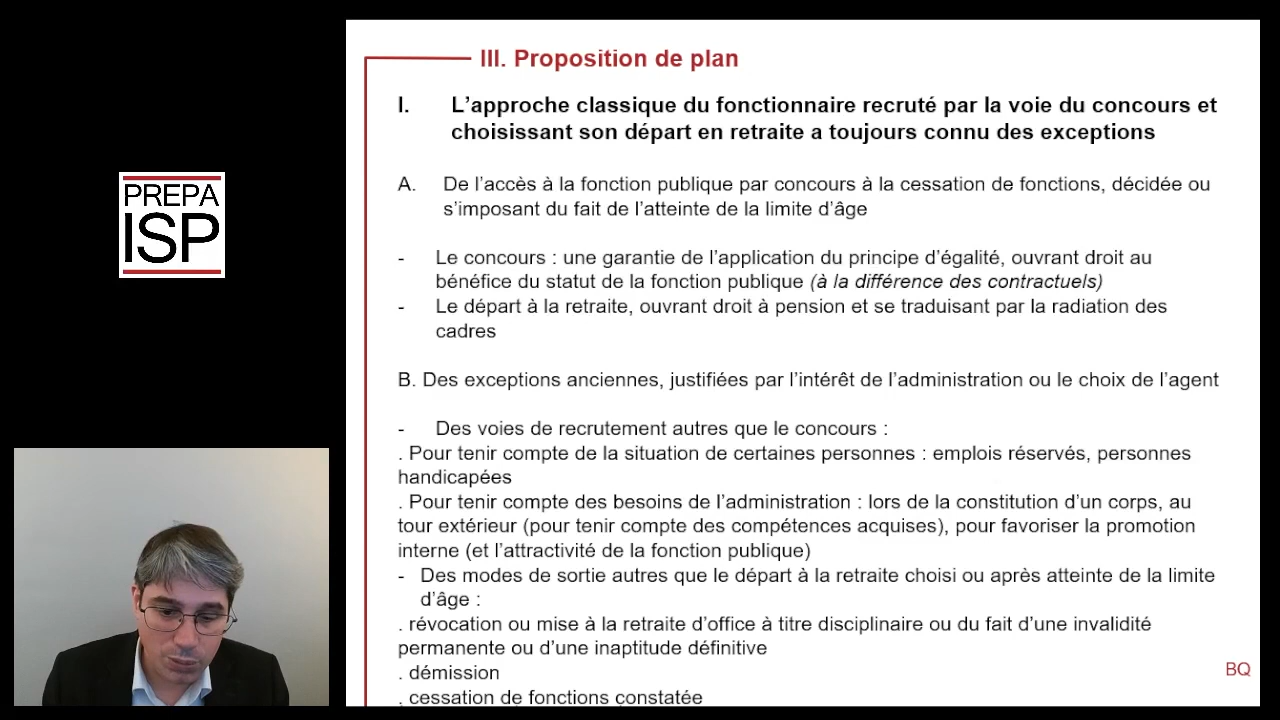 PREPA
ISP
III. Proposition de plan
I. L’approche classique du fonctionnaire recruté par la voie du concours et
choisissant son départ en retraite a toujours connu des exceptions
A. De l’accès à la fonction publique par concours à la cessation de fonctions, décidée ou
s’imposant du fait de l’atteinte de la limite d’âge
- Le concours : une garantie de l’application du principe d’égalité, ouvrant droit au
bénéfice du statut de la fonction publique (à la différence des contractuels)
- Le départ à la retraite, ouvrant droit à pension et se traduisant par la radiation des
cadres
B. Des exceptions anciennes, justifiées par l’intérêt de l’administration ou le choix de l’agent
- Des voies de recrutement autres que le concours :
. Pour tenir compte de la situation de certaines personnes : emplois réservés, personnes
handicapées
. Pour tenir compte des besoins de l’administration : lors de la constitution d’un corps, au
tour extérieur (pour tenir compte des compétences acquises), pour favoriser la promotion
interne (et l’attractivité de la fonction publique)
- Des modes de sortie autres que le départ à la retraite choisi ou après atteinte de la limite
d’âge :
. révocation ou mise à la retraite d’office à titre disciplinaire ou du fait d’une invalidité
permanente ou d’une inaptitude définitive
. démission
. cessation de fonctions constatée
BQ